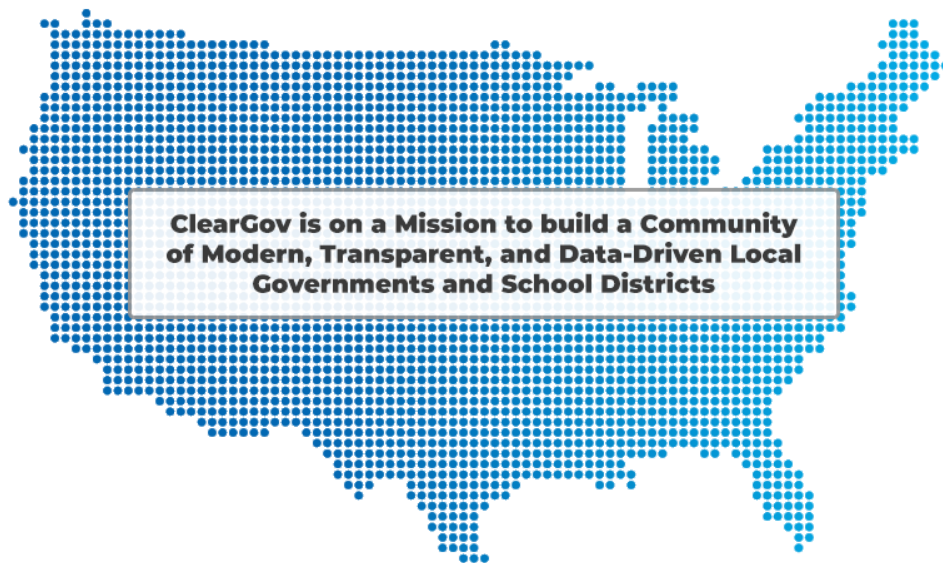 ClearGov is on a Mission to build a Community
of Modern, Transparent, and Data-Driven Local
Governments and School Districts